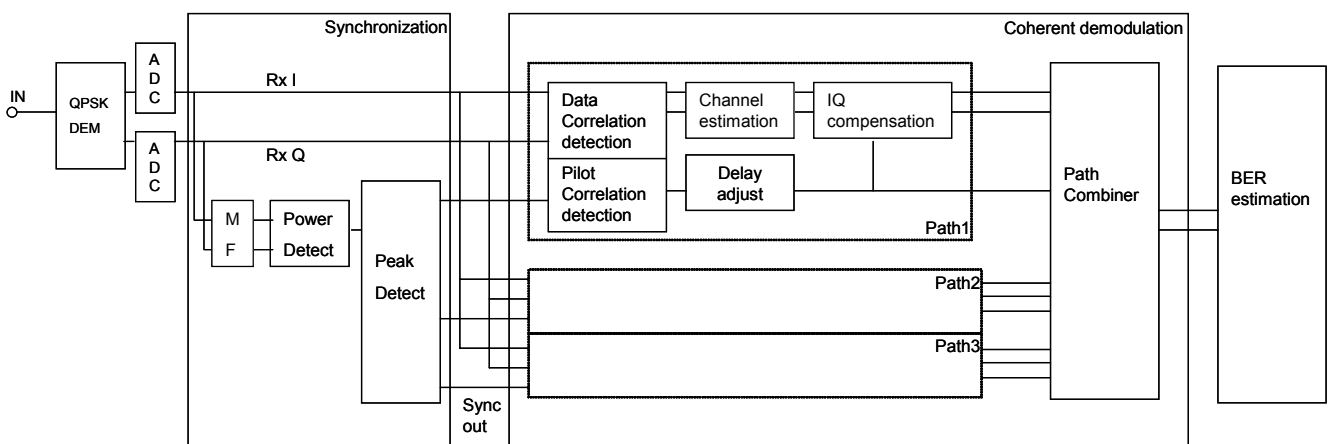 Synchronization
Coherent demodulation
IN
QPSK
DEM
A
D
C
A
D
C
Rx I
Rx Q
M
F
Power
Detect
Peak
Detect
Sync
out
Data
Correlation
detection
Pilot
Correlation
detection
Channel
estimation
IQ
compensation
Delay
adjust
Path1
Path2
Path3
Path
Combiner
BER
estimation